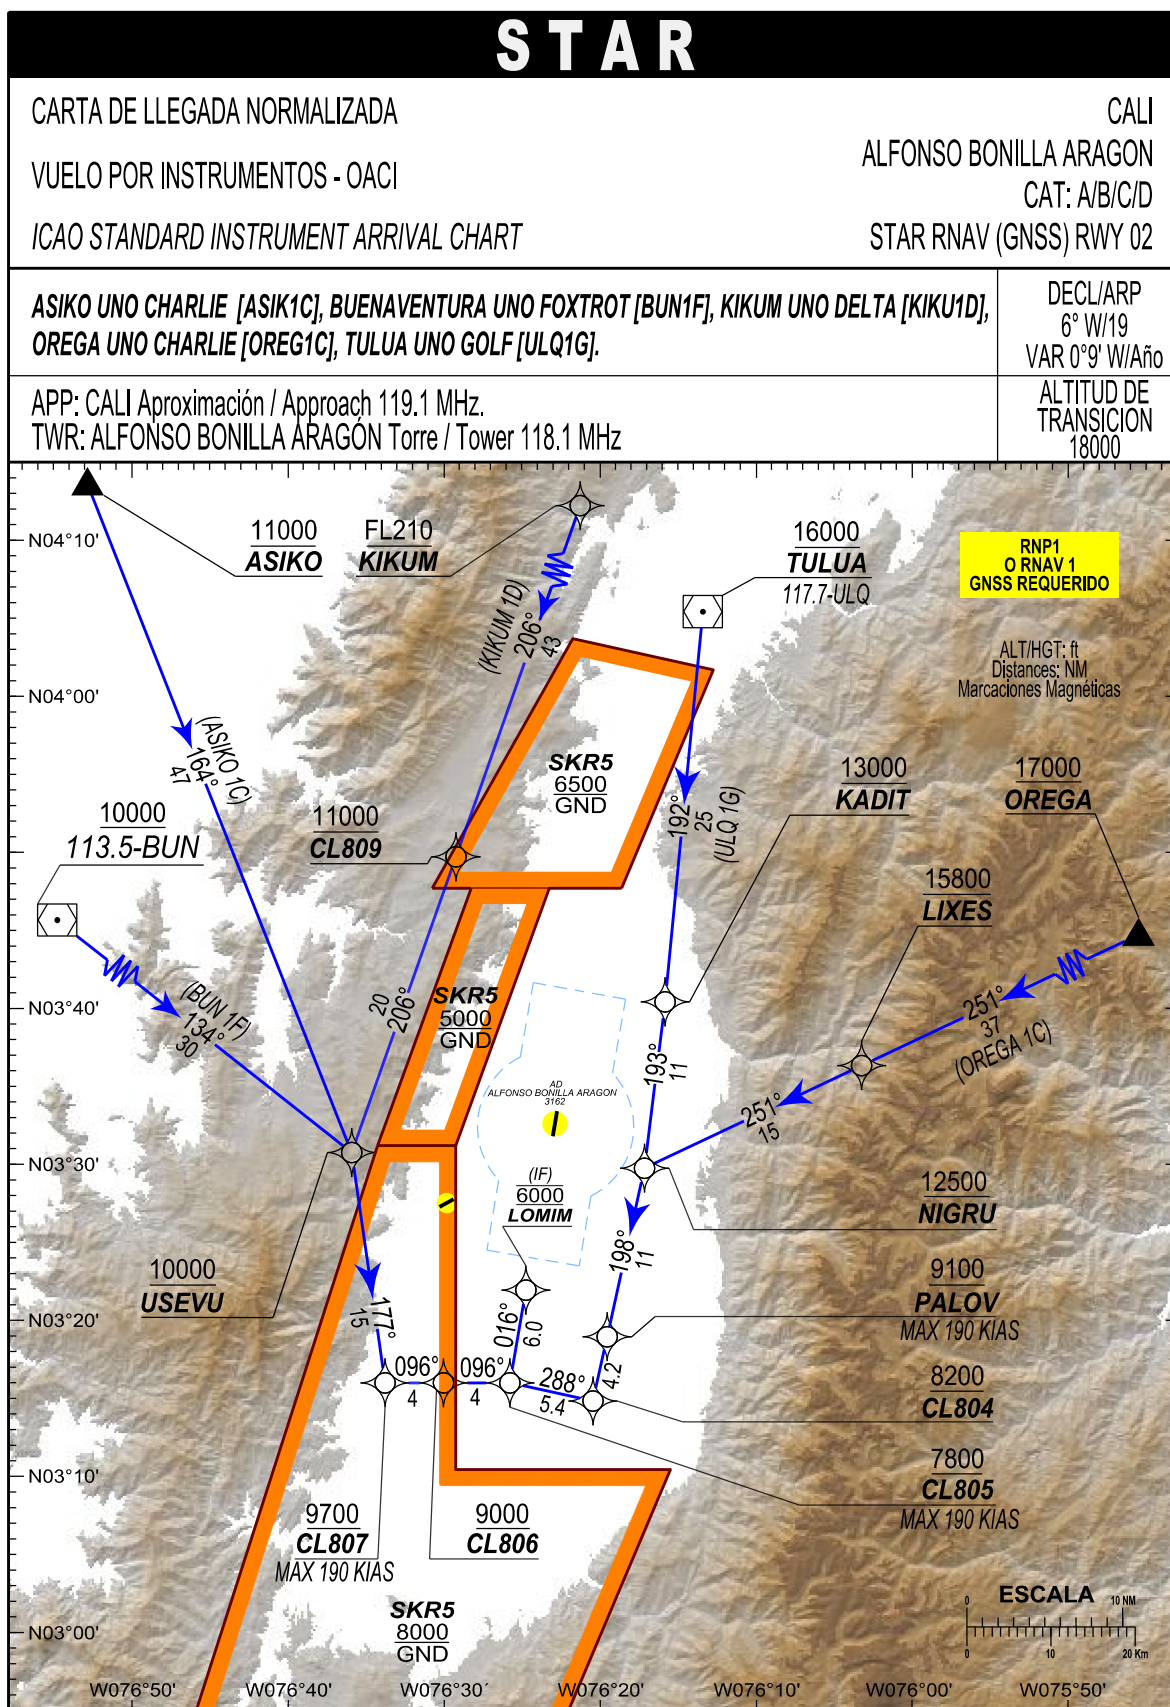 STAR
CARTA DE LLEGADA NORMALIZADA
VUELO POR INSTRUMENTOS - OACI
ICAO STANDARD INSTRUMENT ARRIVAL CHART
CALI
ALFONSO BONILLA ARAGON
CAT: A/B/C/D
STAR RNAV (GNSS) RWY 02
ASIKO UNO CHARLIE [ASIK1C], BUENAVENTURA UNO FOXTROT [BUN1F], KIKUM UNO DELTA [KIKU1D],
OREGA UNO CHARLIE [OREG1C], TULUA UNO GOLF [ULQ1G].
DECL/ARP
6° W/19
VAR 0°9' W/Año
APP: CALI Aproximación / Approach 119.1 MHz.
TWR: ALFONSO BONILLA ARAGÓN Torre / Tower 118.1 MHz
ALTITUD DE
TRANSICION
18000
N04°10'
11000
ASIKO
FL210
KIKUM
16000
TULUA
117.7-ULQ
RNP1
O RNAV 1
GNSS REQUERIDO
ALT/HGT: ft
Distances: NM
Marcaciones Magnéticas
(KIKUM 1D)
206°
43
N04°00'
(ASIKO 1C)
164°
47
SKR5
6500
GND
192°
25
(ULQ 1G)
13000
KADIT
17000
OREGA
10000
113.5-BUN
11000
CL809
15800
LIXES
N03°40'
(BUN 1F)
134°
30
20
206°
SKR5
5000
GND
251°
37
(OREGA 1C)
193°
11
AD
ALFONSO BONILLA ARAGON
3162
251°
15
N03°30'
(IF)
6000
LOMIM
12500
NIGRU
198°
11
10000
USEVU
9100
PALOV
MAX 190 KIAS
N03°20'
177°
15
016°
6.0
4.2
096°
4
096°
4
288°
5.4
8200
CL804
N03°10'
7800
CL805
MAX 190 KIAS
9700
CL807
MAX 190 KIAS
9000
CL806
SKR5
8000
GND
N03°00'
ESCALA
0
10 NM
0
10
20 Km
W076°50'
W076°40'
W076°30'
W076°20'
W076°10'
W076°00'
W075°50'